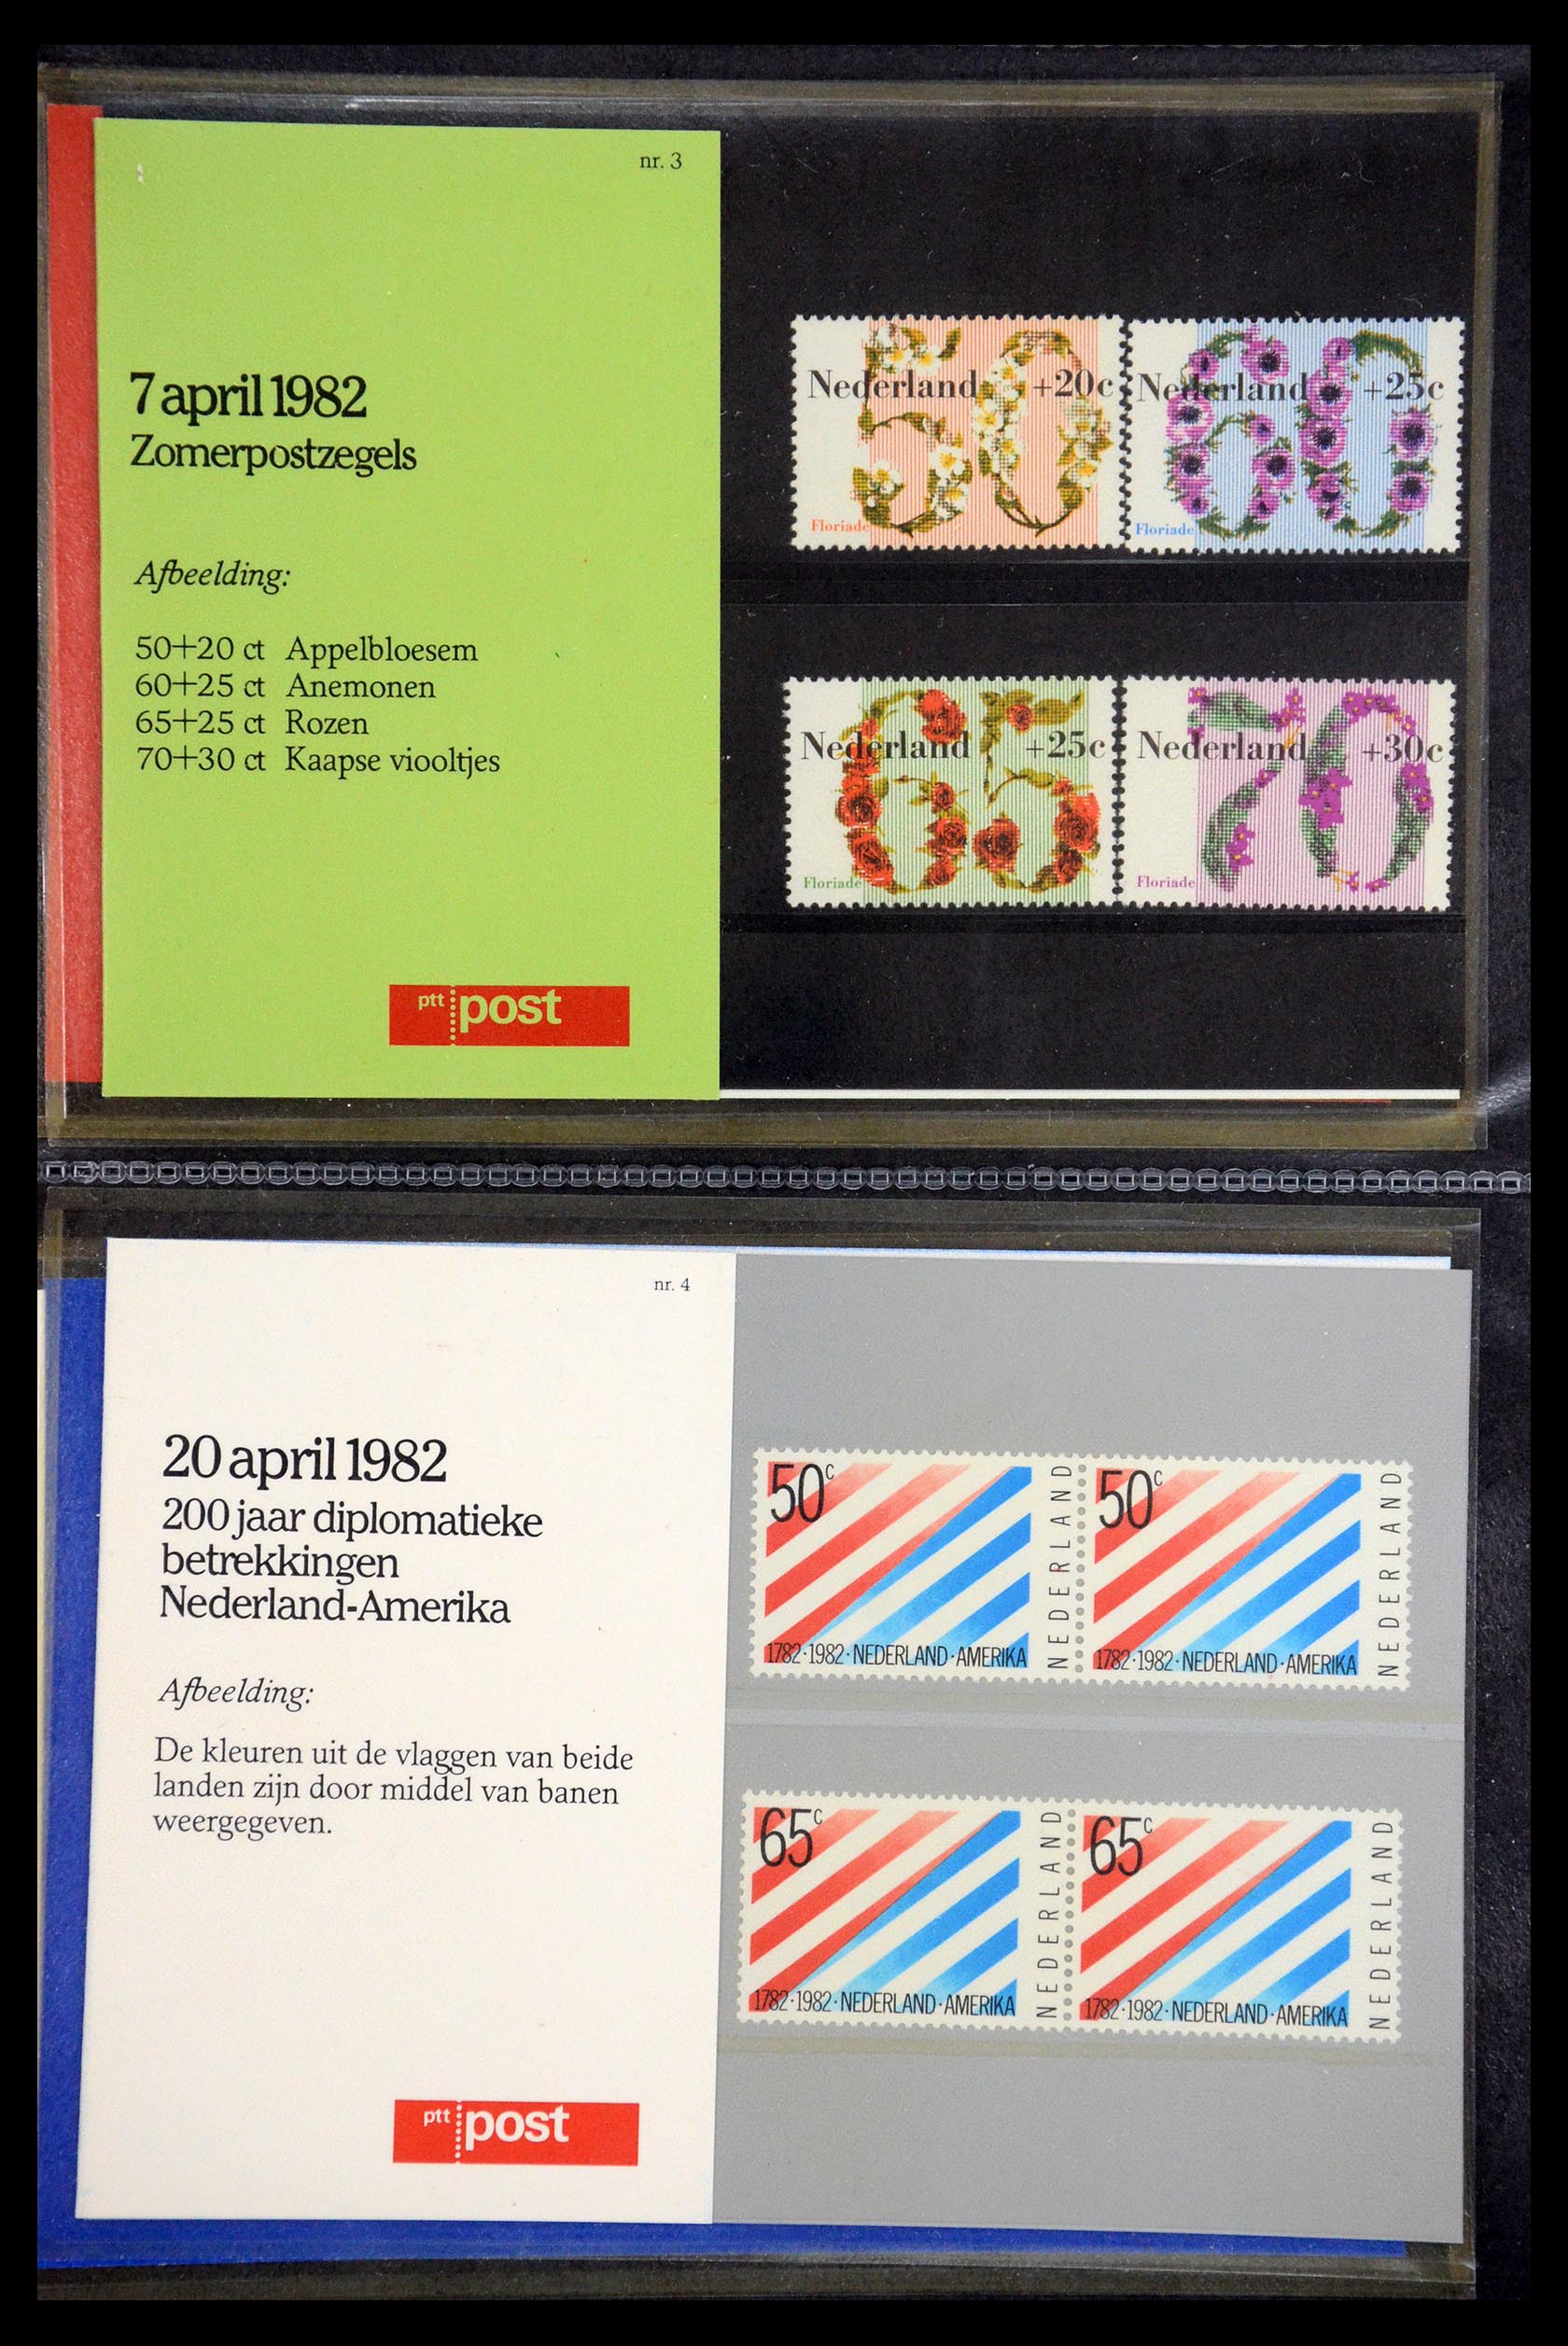 nr. 3
7 april 1982
Zomerpostzegels
Afbeelding:
50+20 ct Appelbloesem
60+25 ct Anemonen
65+25 ct Rozen
70+30 ct Kaapse viooltjes
ptt post
50
Nederland +20c
Floriade
60
Nederland +25c
Floriade
65
Nederland +25c
Floriade
70
Nederland +30c
Floriade
nr. 4
20 april 1982
200 jaar diplomatieke
betrekkingen
Nederland-Amerika
Afbeelding:
De kleuren uit de vlaggen van beide
landen zijn door middel van banen
weergegeven.
ptt post
50c
1782·1982·NEDERLAND·AMERIKA
NEDERLAND
50c
1782·1982·NEDERLAND·AMERIKA
NEDERLAND
65c
1782·1982·NEDERLAND·AMERIKA
NEDERLAND
65c
1782·1982·NEDERLAND·AMERIKA
NEDERLAND